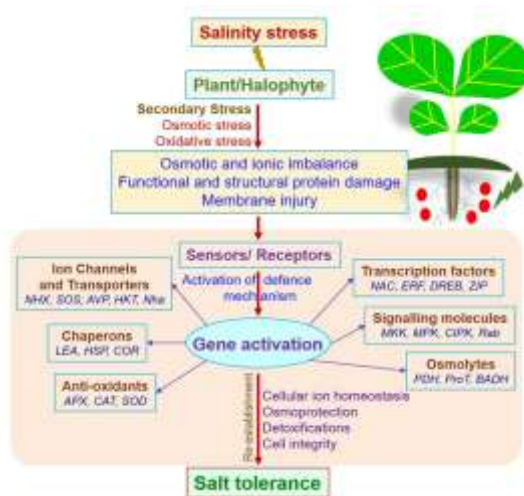 Salinity stress
Plant/Halophyte
Secondary Stress
Osmotic stress
Oxidative stress
Osmotic and ionic imbalance
Functional and structural protein damage
Membrane injury
Sensors/ Receptors
Activation of defence
mechanism
Ion Channels
and Transporters
NHX, SOS, AVP, HKT, Nha
Chaperons
LEA, HSP, COR
Anti-oxidants
APX, CAT, SOD
Gene activation
Transcription factors
NAC, ERF, DREB, ZIP
Signalling molecules
MKK, MPK, CIPK, Rab
Osmolytes
PDH, ProT, BADH
Re-establishment
Cellular ion homeostasis
Osmoprotection
Detoxifications
Cell integrity
Salt tolerance